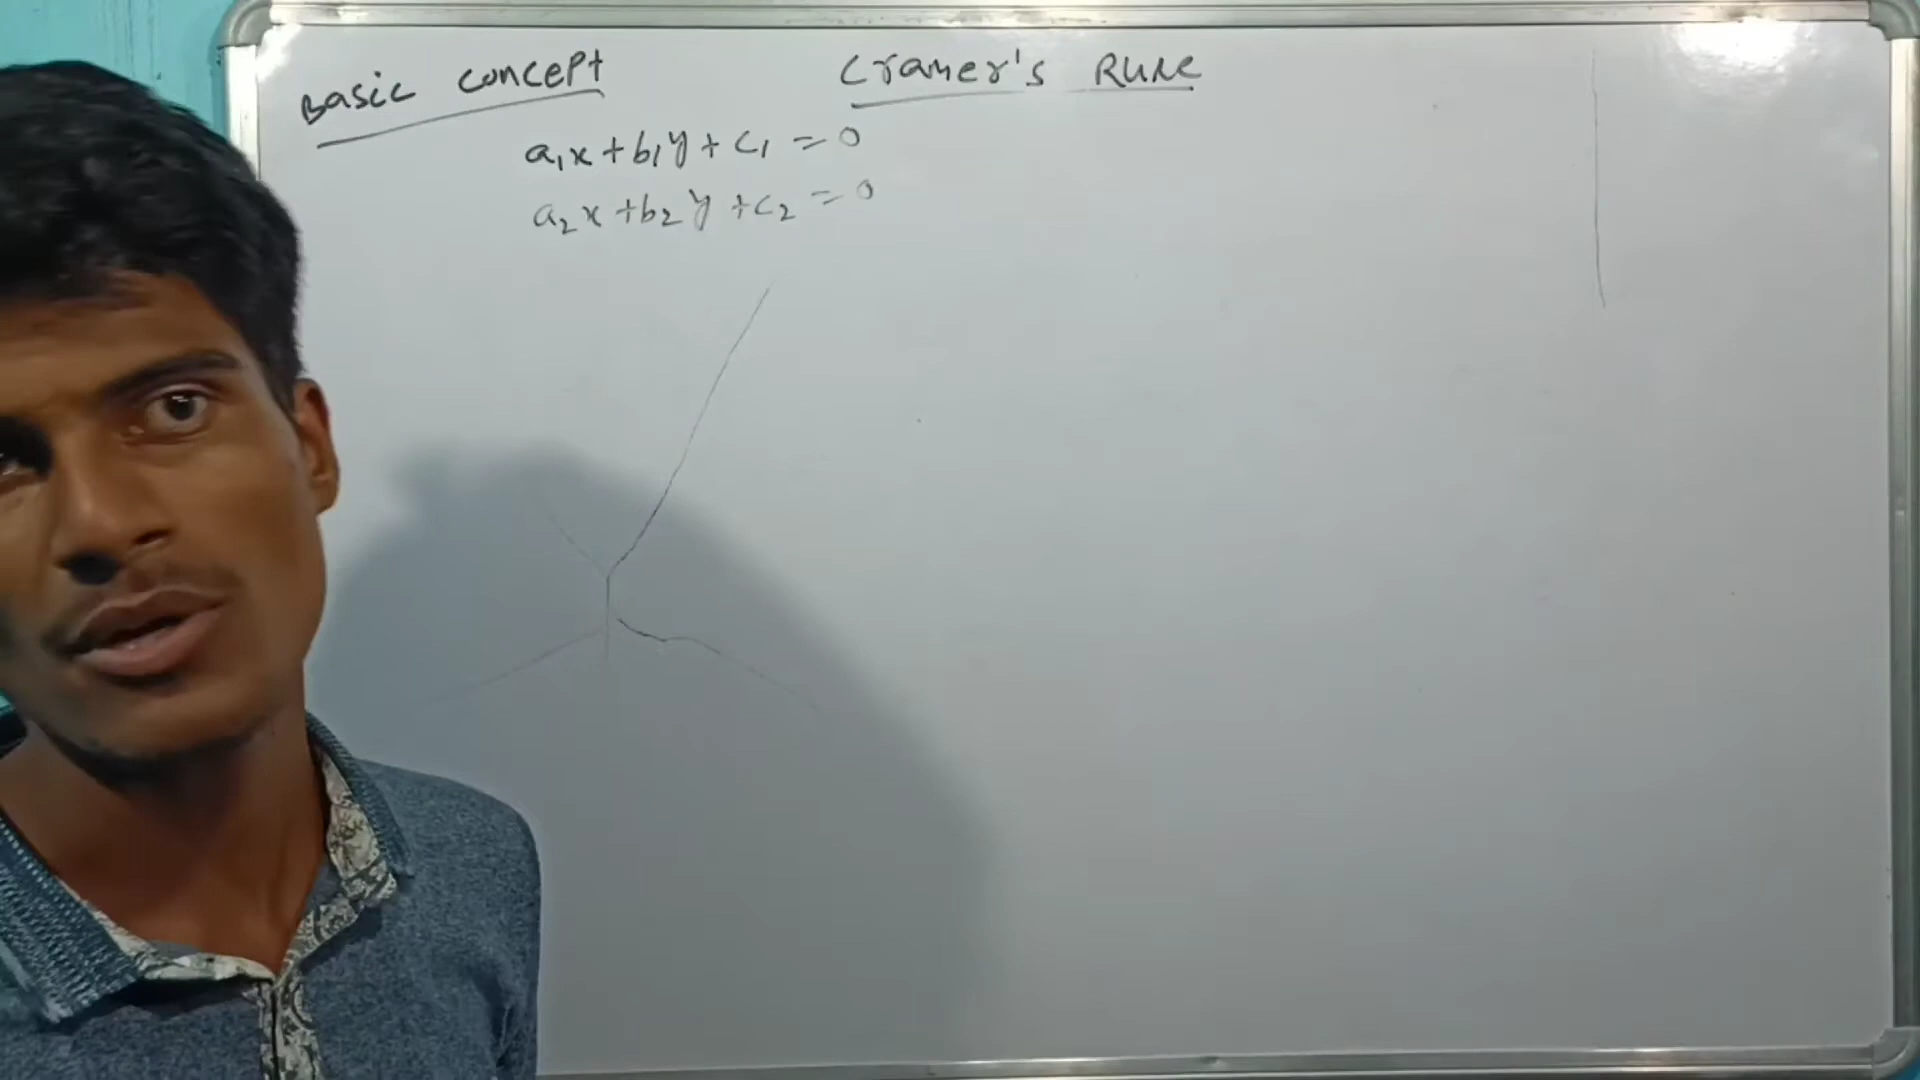 Basic concept
Cramer's Rule
a₁x + b₁y + c₁ = 0
a₂x + b₂y + c₂ = 0